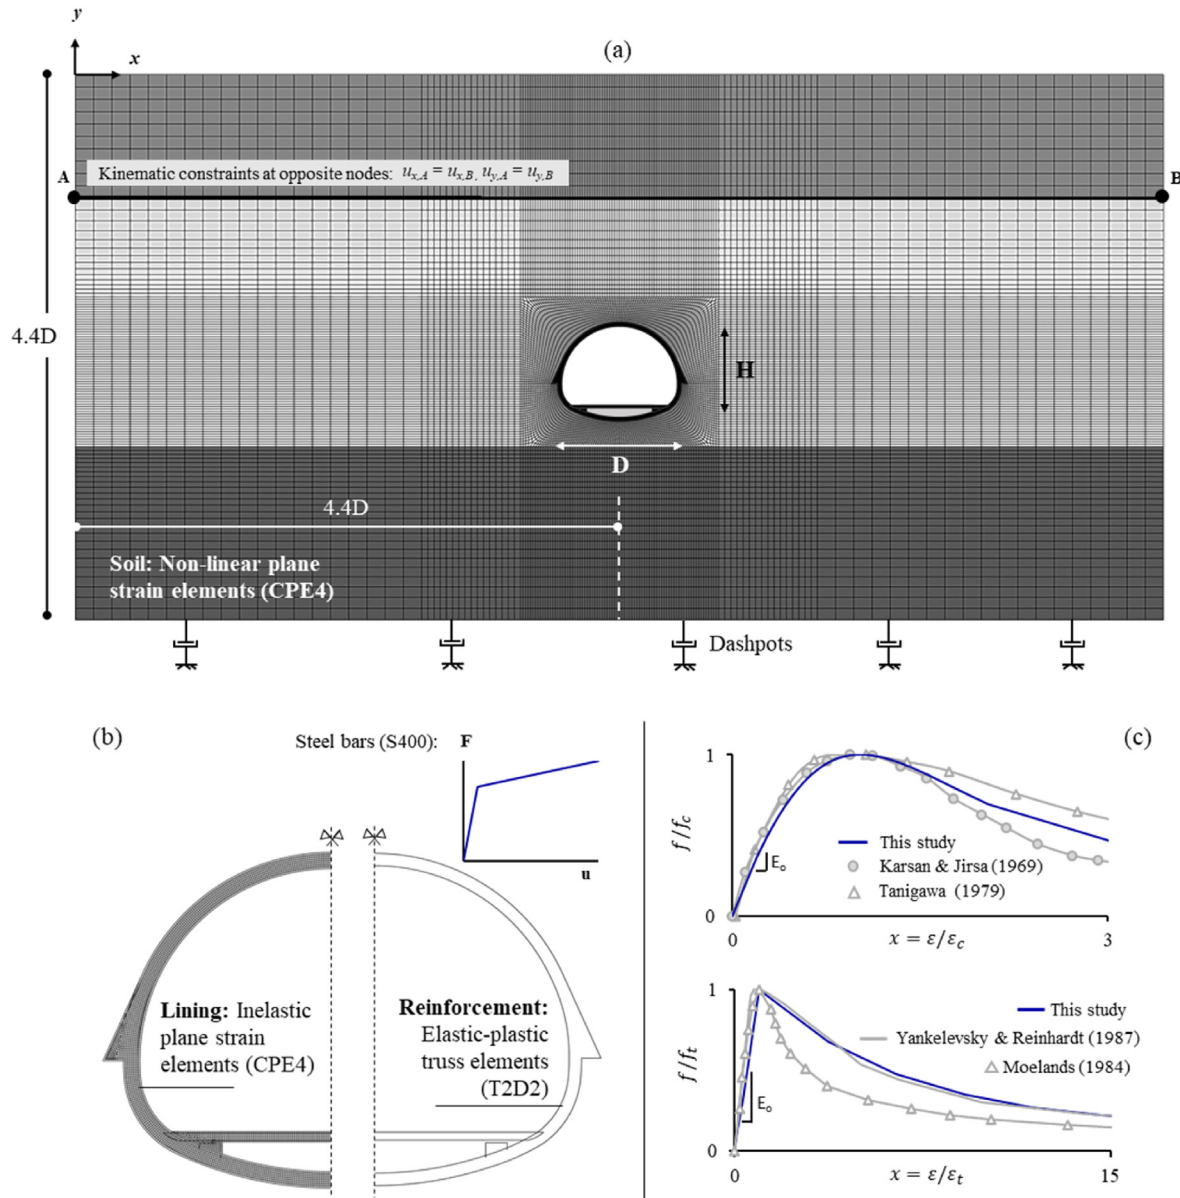 y
x
(a)
A
Kinematic constraints at opposite nodes: u_{x,A} = u_{x,B}, u_{y,A} = u_{y,B}
B
4.4D
H
D
4.4D
Soil: Non-linear plane
strain elements (CPE4)
Dashpots
(b)
Steel bars (S400):
F
u
Lining: Inelastic
plane strain
elements (CPE4)
Reinforcement:
Elastic-plastic
truss elements
(T2D2)
(c)
1
f/f_c
E_o
This study
Karsan & Jirsa (1969)
Tanigawa (1979)
0
0
x = ε/ε_c
3
1
f/f_t
E_o
This study
Yankelevsky & Reinhardt (1987)
Moelands (1984)
0
0
x = ε/ε_t
15